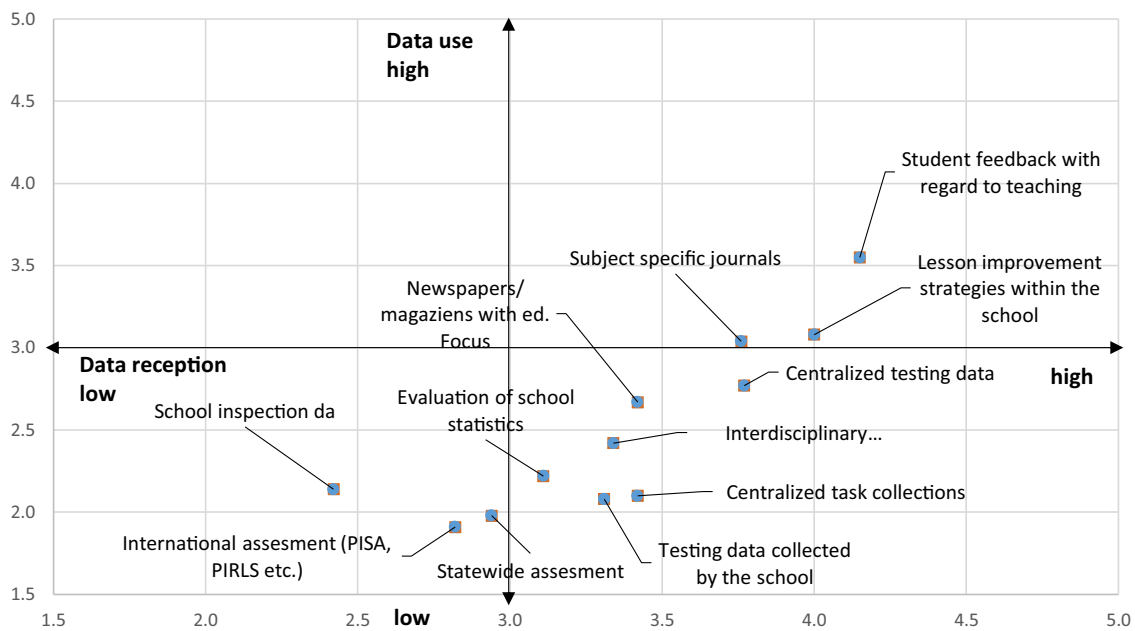 5.0
Data use
high
4.5
4.0
Student feedback with
regard to teaching
3.5
Subject specific journals
Lesson improvement
strategies within the
school
Newspapers/
magaziens with ed.
Focus
3.0
Data reception
low
high
Centralized testing data
School inspection da
Evaluation of school
statistics
2.5
Interdisciplinary...
Centralized task collections
2.0
International assesment (PISA,
PIRLS etc.)
Statewide assesment
Testing data collected
by the school
1.5
low
1.5 2.0 2.5 3.0 3.5 4.0 4.5 5.0